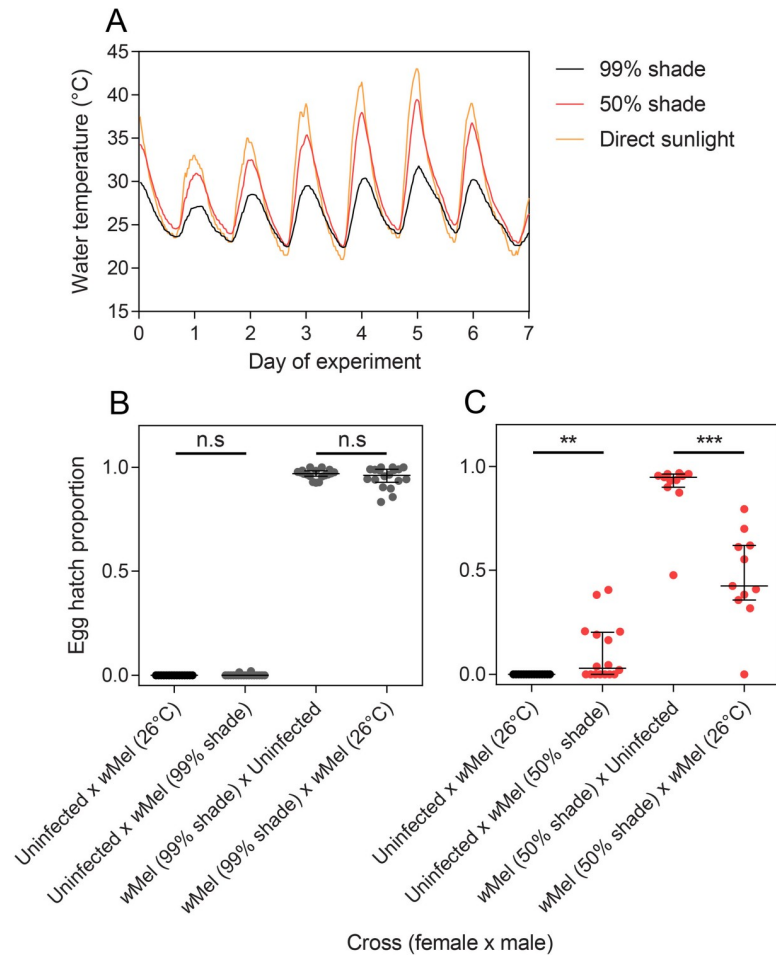 A
45
40
35
30
25
20
15
Water temperature (°C)
0 1 2 3 4 5 6 7
Day of experiment
99% shade
50% shade
Direct sunlight
B
n.s n.s
1.0
0.5
0.0
Egg hatch proportion
Uninfected x wMel (26°C)
Uninfected x wMel (99% shade)
wMel (99% shade) x Uninfected
wMel (99% shade) x wMel (26°C)
C
** ***
1.0
0.5
0.0
Uninfected x wMel (26°C)
Uninfected x wMel (50% shade)
wMel (50% shade) x Uninfected
wMel (50% shade) x wMel (26°C)
Cross (female x male)